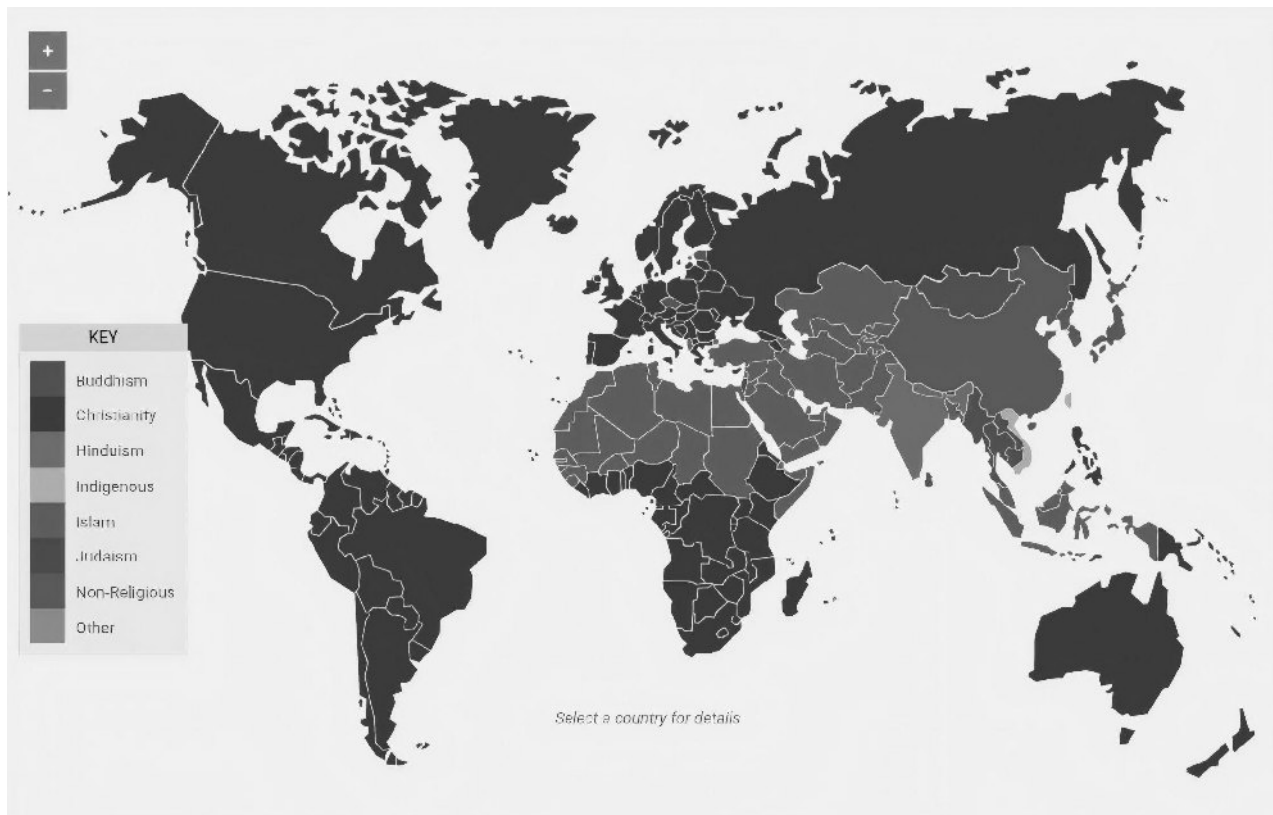 +
−
KEY
Buddhism
Christianity
Hinduism
Indigenous
Islam
Judaism
Non-Religious
Other
Select a country for details